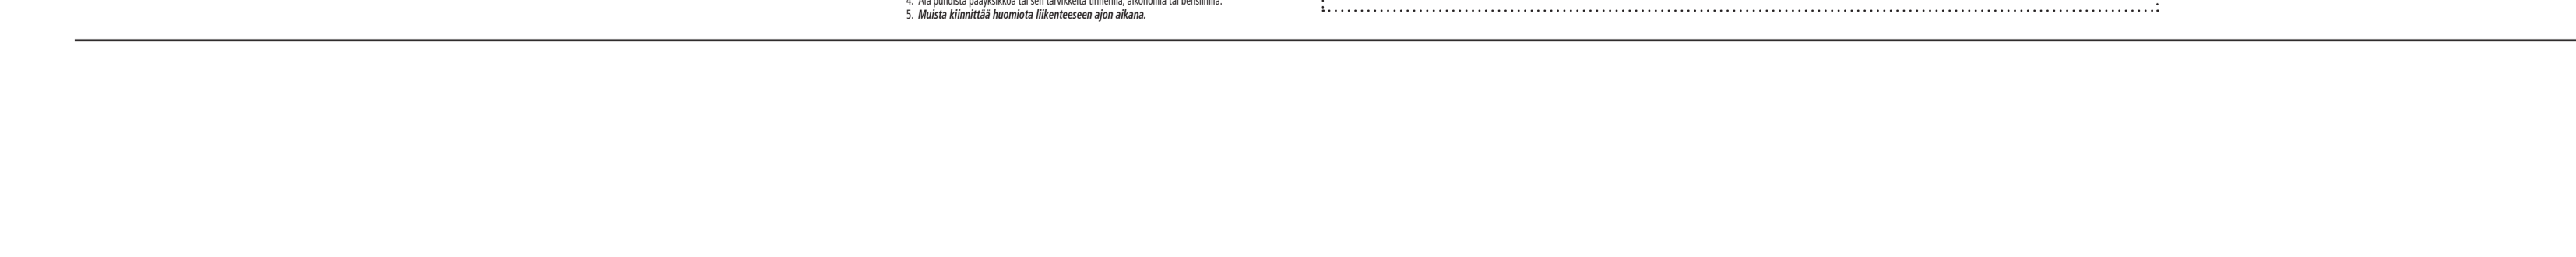 4. Älä puhdista pääyksikköä tai sen tarvikkeita tinnerillä, alkoholilla tai bensiinillä.
5. Muista kiinnittää huomiota liikenteeseen ajon aikana.